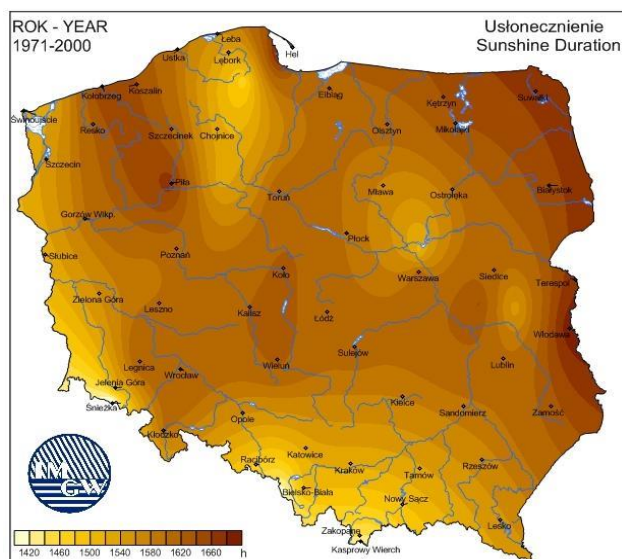 ROK - YEAR
1971-2000
Usłonecznienie
Sunshine Duration
Łeba
Ustka
Lębork
Hel
Koszalin
Kołobrzeg
Elbląg
Kętrzyn
Suwałki
Świnoujście
Resko
Szczecinek
Chojnice
Olsztyn
Mikołajki
Szczecin
Piła
Toruń
Mława
Ostrołęka
Białystok
Gorzów Wlkp.
Płock
Słubice
Poznań
Koło
Warszawa
Siedlce
Terespol
Zielona Góra
Leszno
Kalisz
Łódź
Włodawa
Sulejów
Legnica
Wrocław
Wieluń
Lublin
Jelenia Góra
Śnieżka
Kielce
Sandomierz
Zamość
Opole
Kłodzko
Racibórz
Katowice
Kraków
Tarnów
Rzeszów
Bielsko-Biała
Nowy Sącz
Lesko
Zakopane
Kasprowy Wierch
IM
GW
1420 1460 1500 1540 1580 1620 1660 h